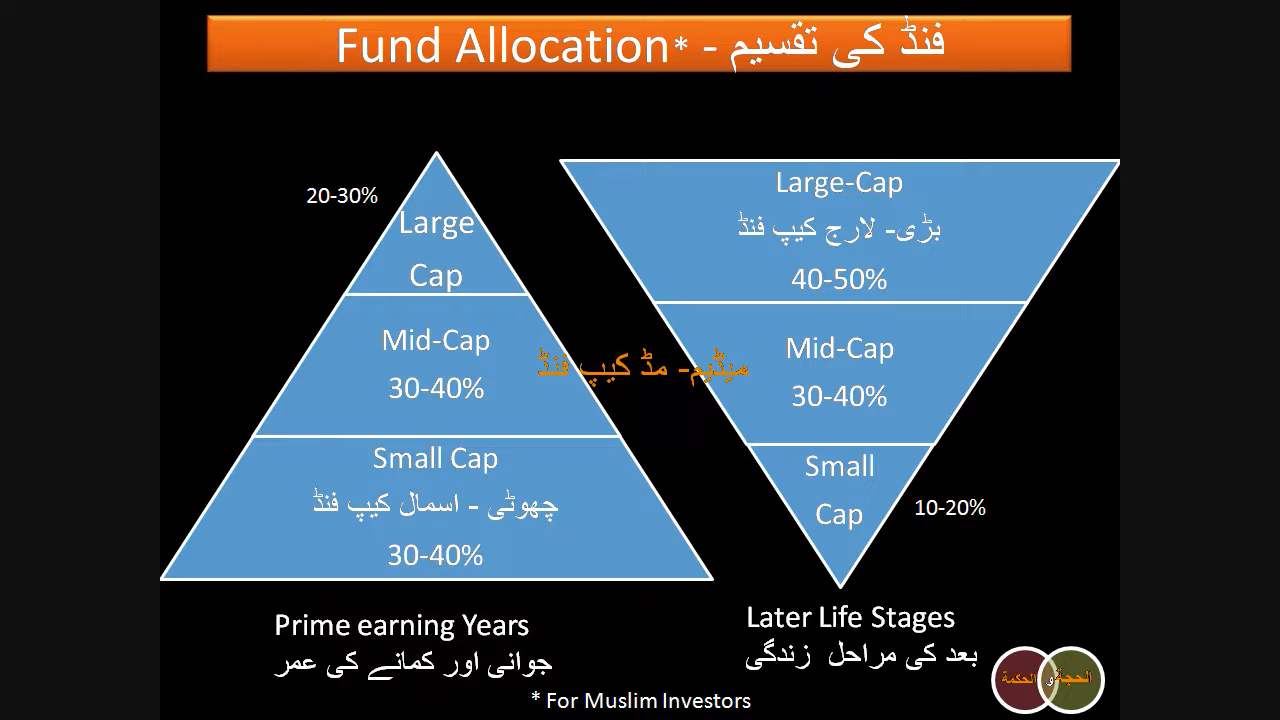 Fund Allocation* - فنڈ کی تقسیم
20-30%
Large
Cap
Mid-Cap
30-40%
Small Cap
چھوٹی - اسمال کیپ فنڈ
30-40%
میڈیم- مڈ کیپ فنڈ
Large-Cap
بڑی- لارج کیپ فنڈ
40-50%
Mid-Cap
30-40%
Small
Cap
10-20%
Prime earning Years
جوانی اور کمانے کی عمر
Later Life Stages
بعد کی مراحل زندگی
* For Muslim Investors
الحجة و الحكمة